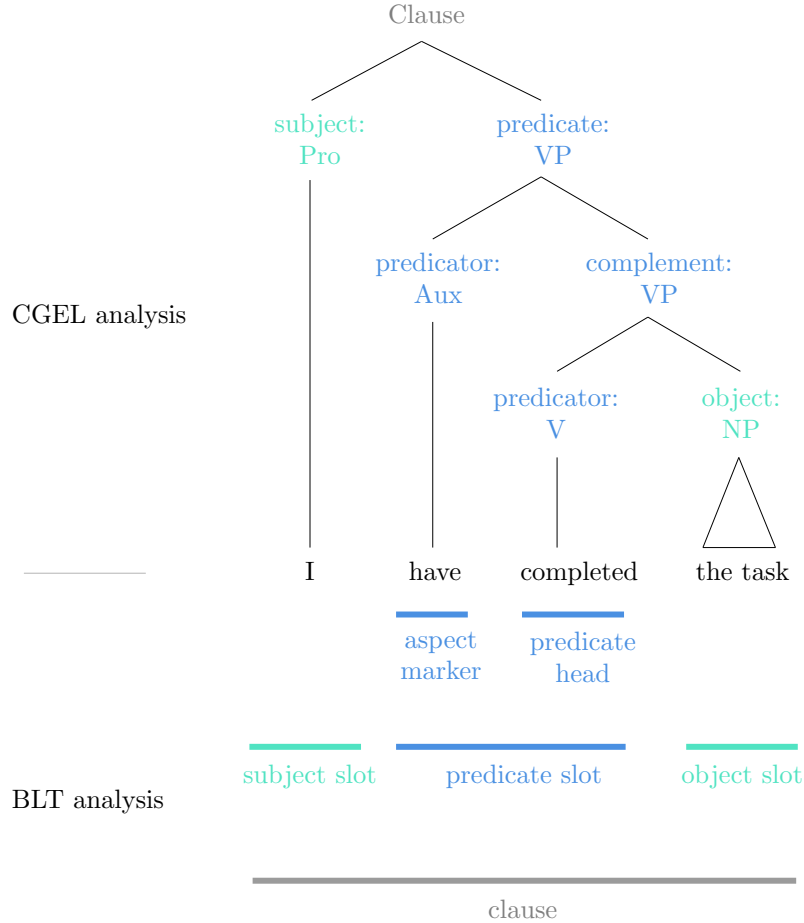 Clause
subject: predicate:
Pro VP
predicator: complement:
Aux VP
CGEL analysis
predicator: object:
V NP
I have completed the task
aspect predicate
marker head
subject slot predicate slot object slot
BLT analysis
clause